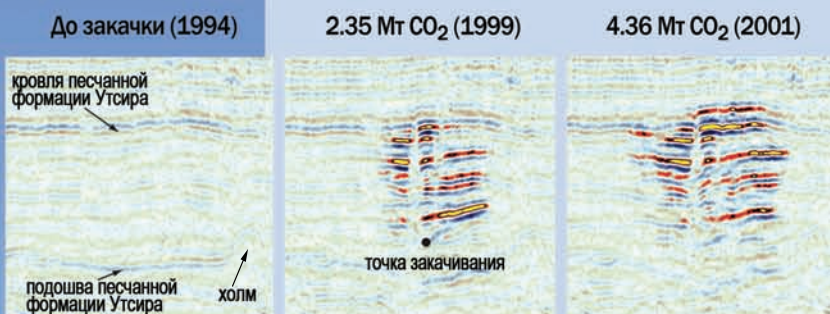 До закачки (1994)
2.35 Мт CO₂ (1999)
4.36 Мт CO₂ (2001)
кровля песчанной
формации Утсира
точка закачивания
подошва песчанной
формации Утсира
холм